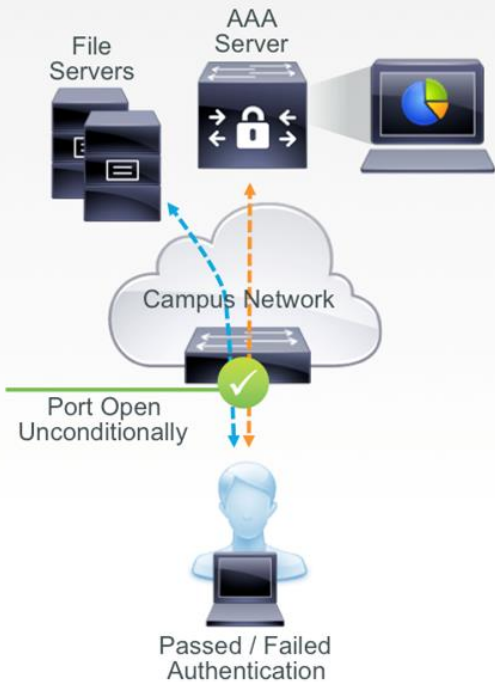 AAA
Server
File
Servers
Campus Network
Port Open
Unconditionally
Passed / Failed
Authentication